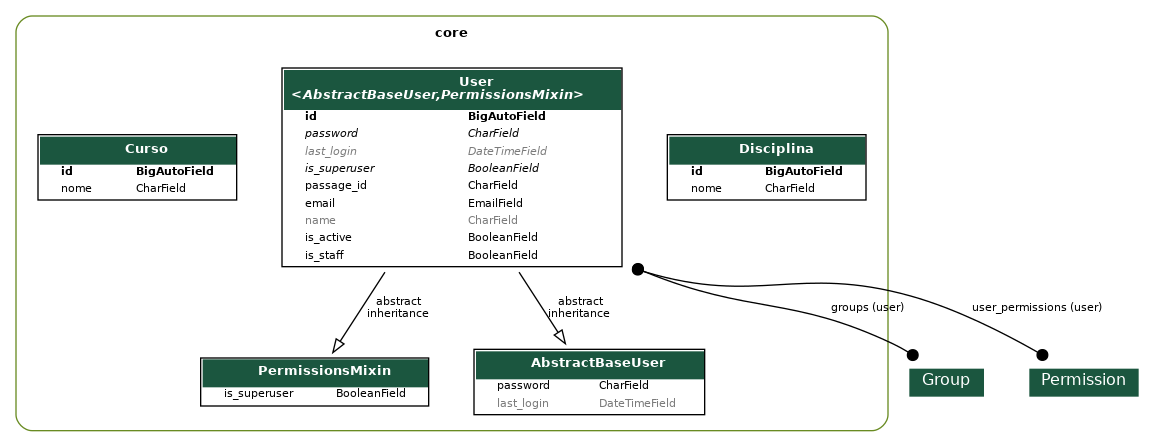 core
User
<AbstractBaseUser,PermissionsMixin>
id BigAutoField
password CharField
last_login DateTimeField
is_superuser BooleanField
passage_id CharField
email EmailField
name CharField
is_active BooleanField
is_staff BooleanField
Curso
id BigAutoField
nome CharField
Disciplina
id BigAutoField
nome CharField
abstract
inheritance
abstract
inheritance
groups (user)
user_permissions (user)
PermissionsMixin
is_superuser BooleanField
AbstractBaseUser
password CharField
last_login DateTimeField
Group
Permission